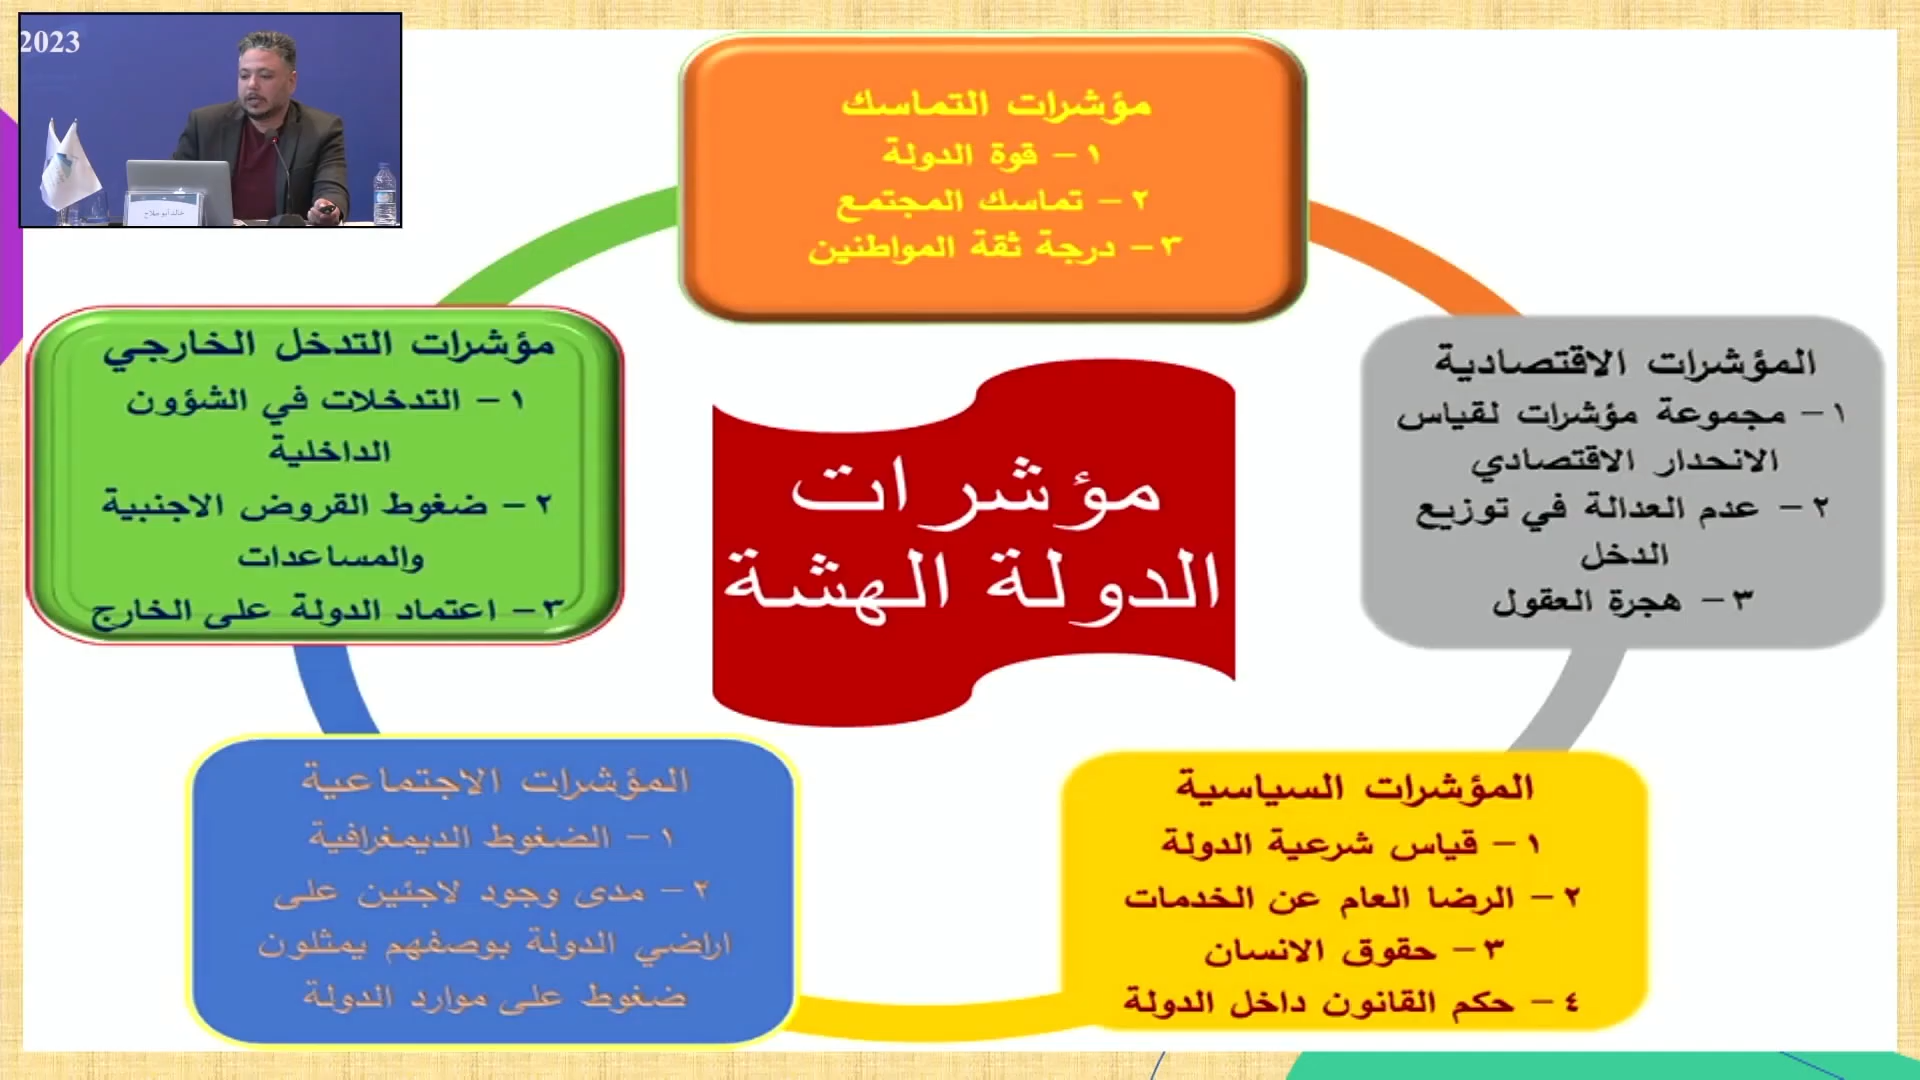 2023
خالد أبو صلاح
مؤشرات التماسك
١ – قوة الدولة
٢ – تماسك المجتمع
٣– درجة ثقة المواطنين
المؤشرات الاقتصادية
١ – مجموعة مؤشرات لقياس
الانحدار الاقتصادي
٢ – عدم العدالة في توزيع
الدخل
٣ – هجرة العقول
مؤشرات التدخل الخارجي
١ – التدخلات في الشؤون
الداخلية
٢ – ضغوط القروض الاجنبية
والمساعدات
٣– اعتماد الدولة على الخارج
مؤشرات
الدولة الهشة
المؤشرات السياسية
١ – قياس شرعية الدولة
٢ – الرضا العام عن الخدمات
٣ – حقوق الانسان
٤ – حكم القانون داخل الدولة
المؤشرات الاجتماعية
١ – الضغوط الديمغرافية
٢ – مدى وجود لاجئين على
اراضي الدولة بوصفهم يمثلون
ضغوط على موارد الدولة